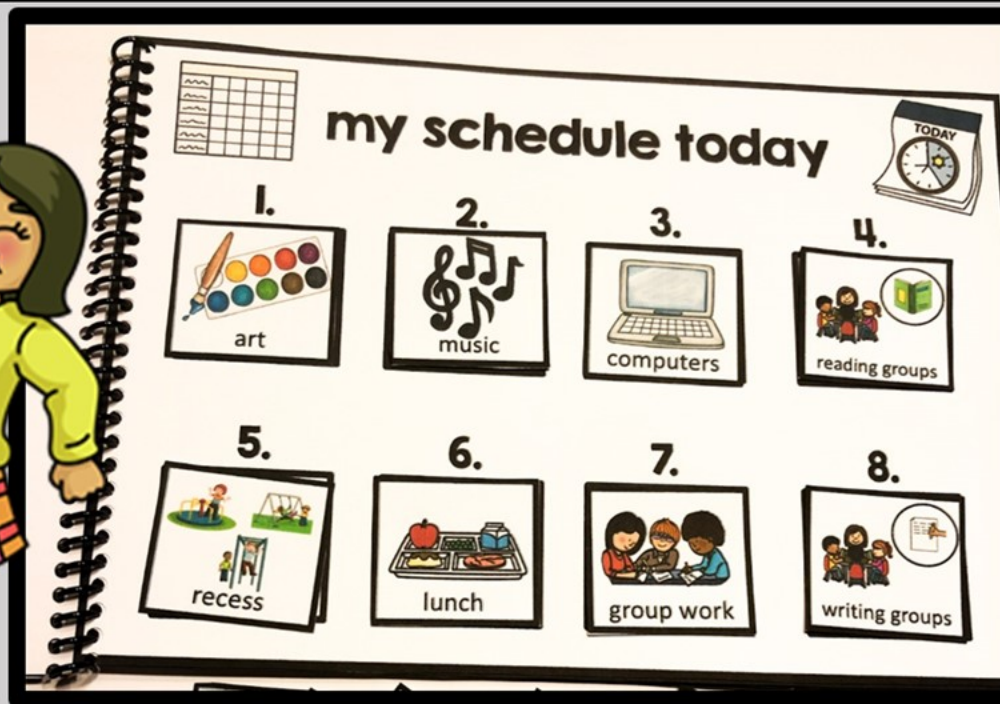 my schedule today
TODAY
1.
2.
3.
4.
art
music
computers
reading groups
5.
6.
7.
8.
recess
lunch
group work
writing groups